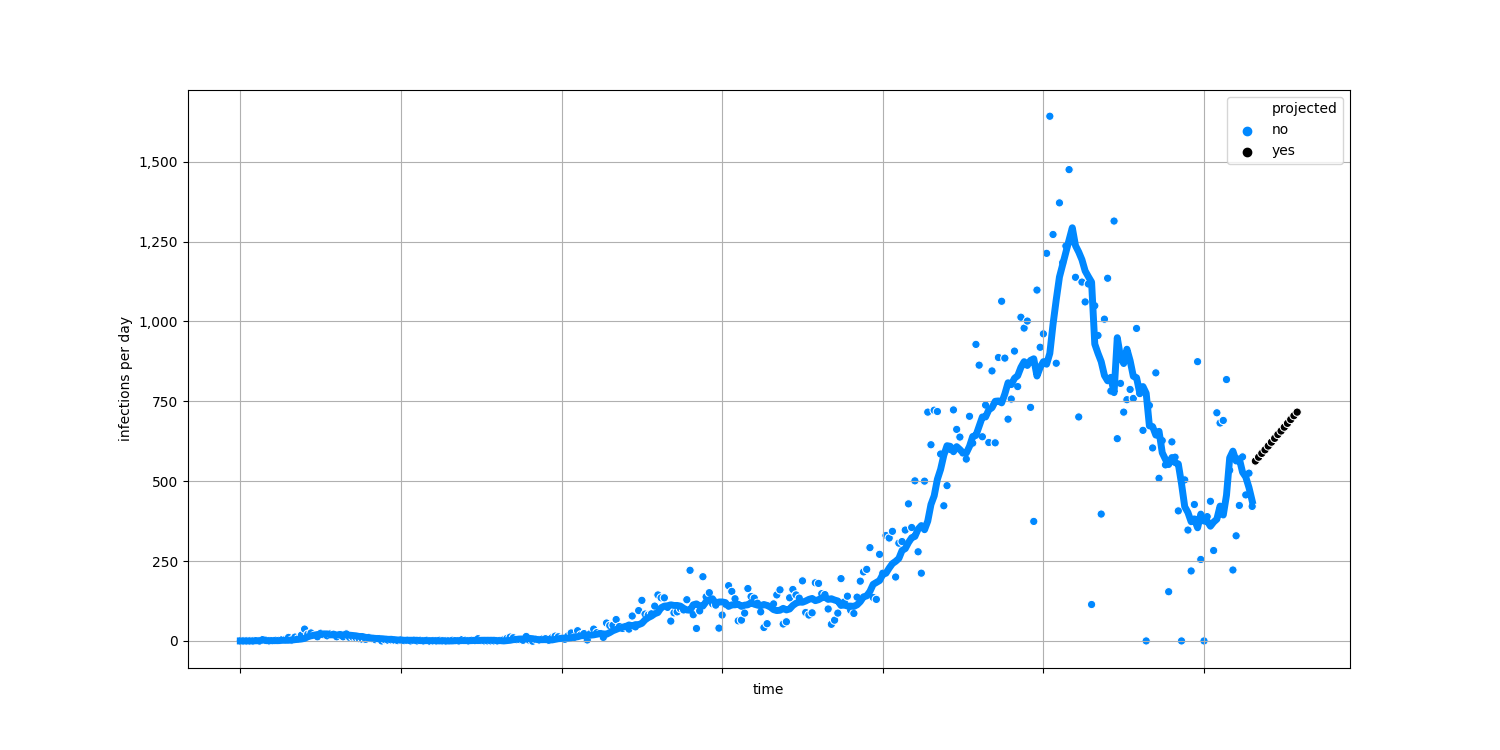 projected
no
yes
1,500
1,250
1,000
750
500
250
0
infections per day
time